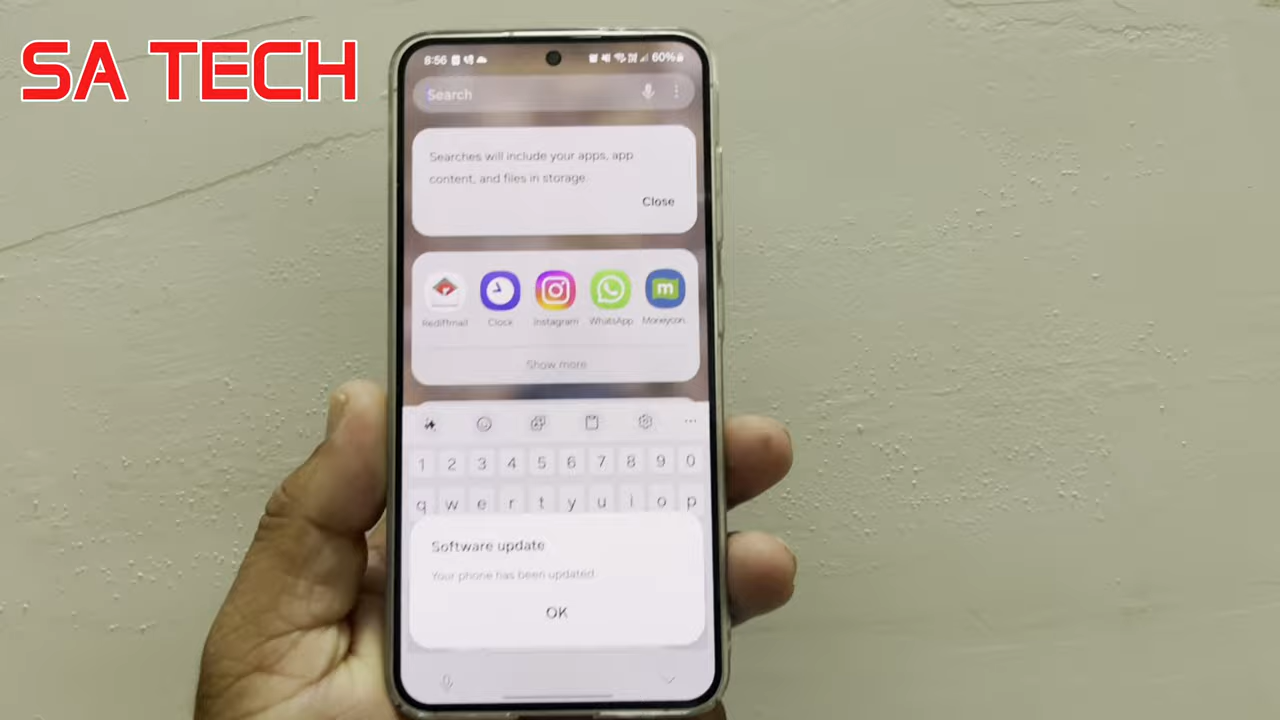 SA TECH
8:56
60%
Search
Searches will include your apps, app
content, and files in storage.
Close
Rediffmail Clock Instagram WhatsApp Moneycon..
Show more
1 2 3 4 5 6 7 8 9 0
q w e r t y u i o p
Software update
Your phone has been updated.
OK